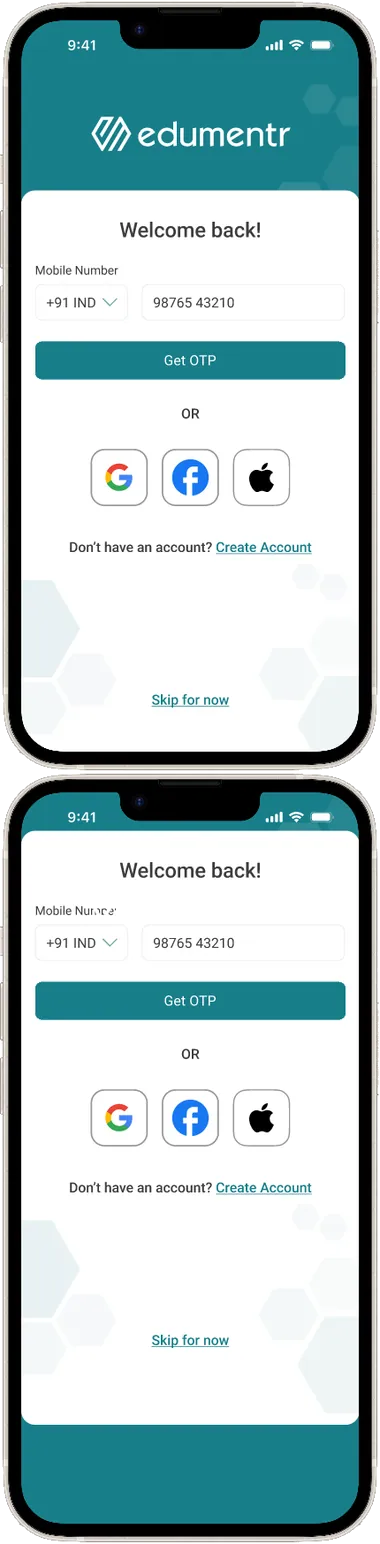 9:41
edumentr
Welcome back!
Mobile Number
+91 IND 98765 43210
Get OTP
OR
Don't have an account? Create Account
Skip for now
9:41
Welcome back!
Mobile
+91 IND 98765 43210
Get OTP
OR
Don't have an account? Create Account
Skip for now